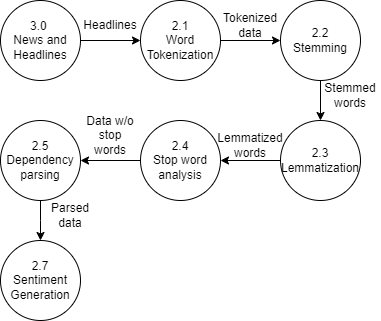 3.0
News and
Headlines
Headlines
2.1
Word
Tokenization
Tokenized
data
2.2
Stemming
Stemmed
words
2.3
Lemmatization
Lemmatized
words
2.4
Stop word
analysis
Data w/o
stop
words
2.5
Dependency
parsing
Parsed
data
2.7
Sentiment
Generation